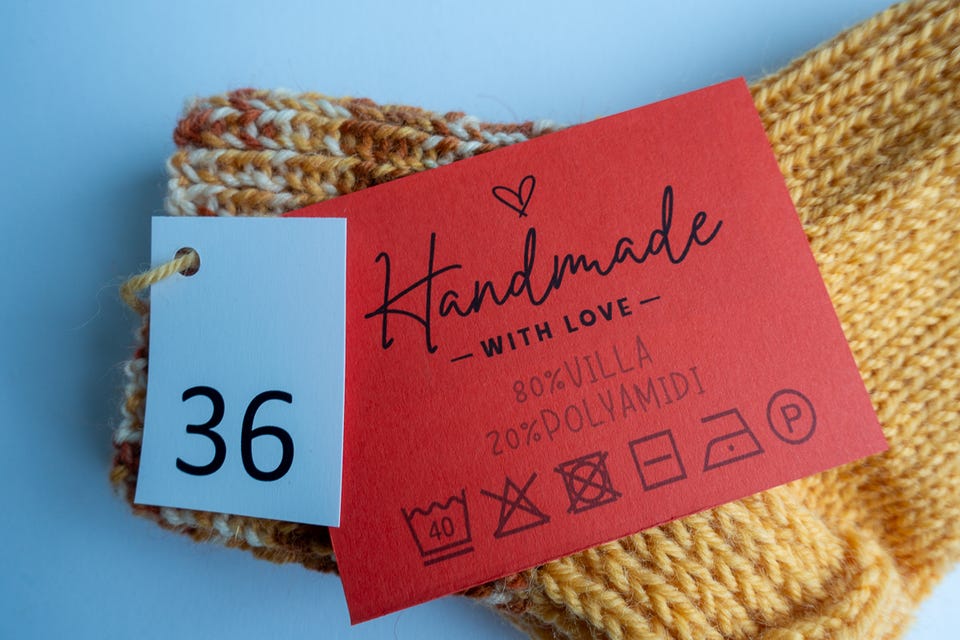 36
Handmade
— WITH LOVE —
80%VILLA
20%POLYAMIDI
40
P